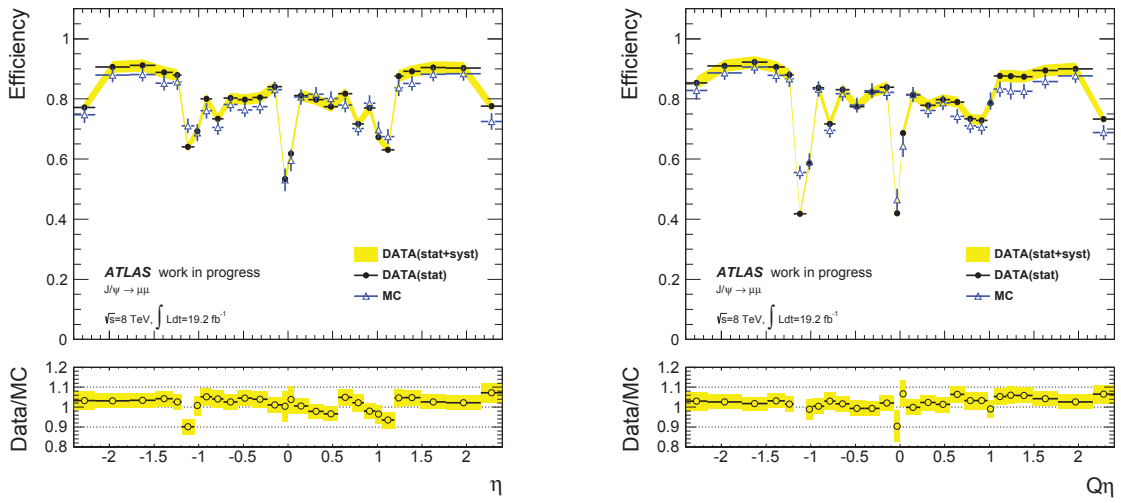 Efficiency
1
0.8
0.6
0.4
0.2
0
DATA(stat+syst)
DATA(stat)
MC
ATLAS work in progress
J/ψ → μμ
√s=8 TeV, ∫ Ldt=19.2 fb-1
Data/MC
1.2
1.1
1
0.9
0.8
-2 -1.5 -1 -0.5 0 0.5 1 1.5 2
η
Efficiency
1
0.8
0.6
0.4
0.2
0
DATA(stat+syst)
DATA(stat)
MC
ATLAS work in progress
J/ψ → μμ
√s=8 TeV, ∫ Ldt=19.2 fb-1
Data/MC
1.2
1.1
1
0.9
0.8
-2 -1.5 -1 -0.5 0 0.5 1 1.5 2
Qη